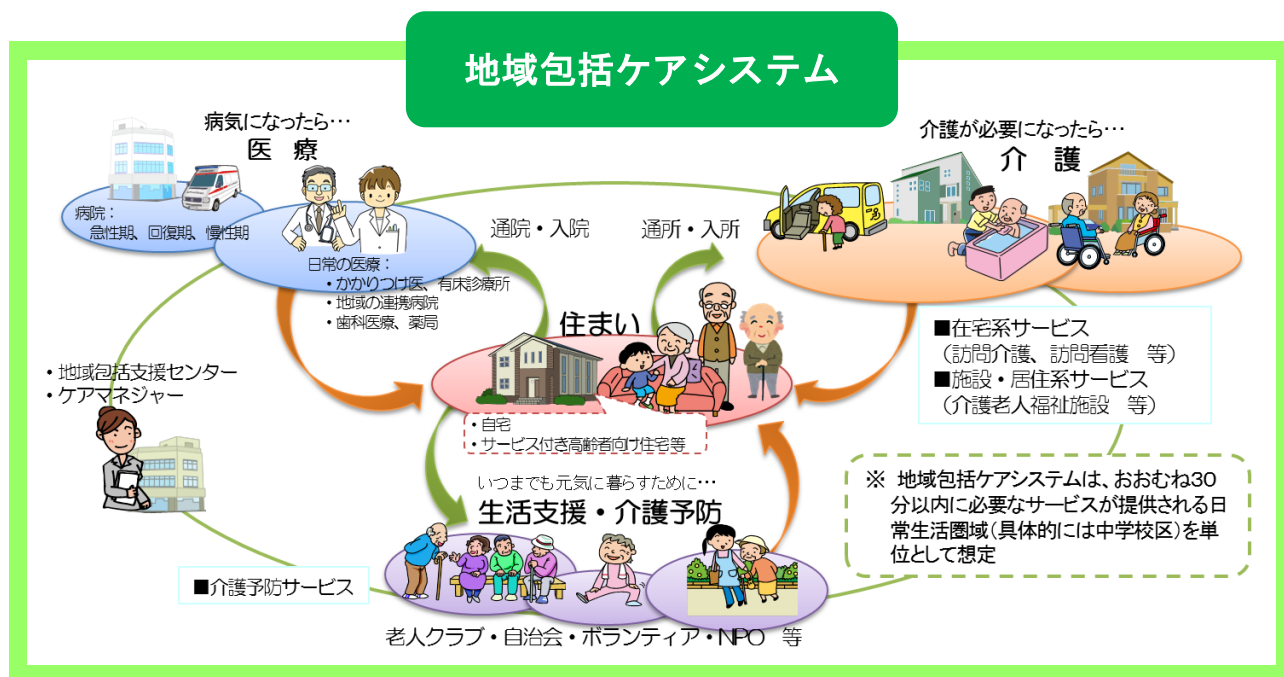 地域包括ケアシステム
病気になったら…
医　療
病院：
急性期、回復期、慢性期
日常の医療：
・かかりつけ医、有床診療所
・地域の連携病院
・歯科医療、薬局
通院・入院
通所・入所
介護が必要になったら…
介　護
■在宅系サービス
（訪問介護、訪問看護　等）
■施設・居住系サービス
（介護老人福祉施設　等）
住まい
・自宅
・サービス付き高齢者向け住宅等
・地域包括支援センター
・ケアマネジャー
いつまでも元気に暮らすために…
生活支援・介護予防
■介護予防サービス
老人クラブ・自治会・ボランティア・NPO　等
※　地域包括ケアシステムは、おおむね30
分以内に必要なサービスが提供される日
常生活圏域（具体的には中学校区）を単
位として想定